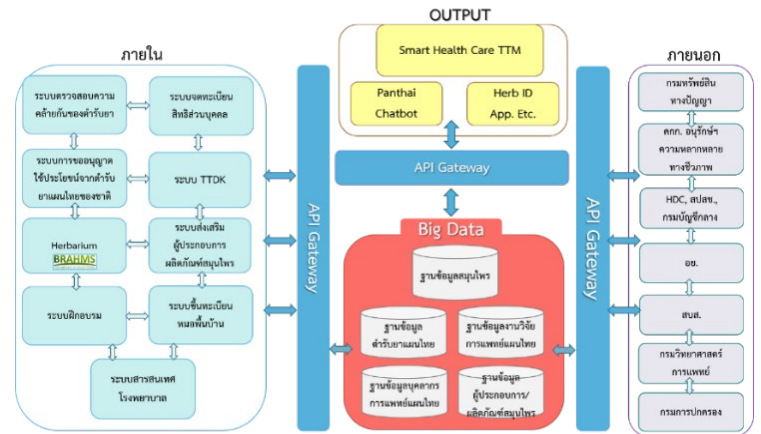 OUTPUT
Smart Health Care TTM
Panthai
Chatbot
Herb ID
App. Etc.
API Gateway
ภายใน
ระบบตรวจสอบความ
คล้ายกันของตำรับยา
ระบบจดทะเบียน
สิทธิส่วนบุคคล
ระบบการขออนุญาต
ใช้ประโยชน์จากตำรับ
ยาแผนไทยของชาติ
ระบบ TTDK
Herbarium
BRAHMS
ระบบส่งเสริม
ผู้ประกอบการ
ผลิตภัณฑ์สมุนไพร
ระบบฝึกอบรม
ระบบขึ้นทะเบียน
หมอพื้นบ้าน
ระบบสารสนเทศ
โรงพยาบาล
API Gateway
Big Data
ฐานข้อมูลสมุนไพร
ฐานข้อมูล
ตำรับยาแผนไทย
ฐานข้อมูลงานวิจัย
การแพทย์แผนไทย
ฐานข้อมูลบุคลากร
การแพทย์แผนไทย
ฐานข้อมูล
ผู้ประกอบการ/
ผลิตภัณฑ์สมุนไพร
API Gateway
ภายนอก
กรมทรัพย์สิน
ทางปัญญา
คกก. อนุรักษ์ฯ
ความหลากหลาย
ทางชีวภาพ
HDC, สปสช.,
กรมบัญชีกลาง
อย.
สบส.
กรมวิทยาศาสตร์
การแพทย์
กรมการปกครอง